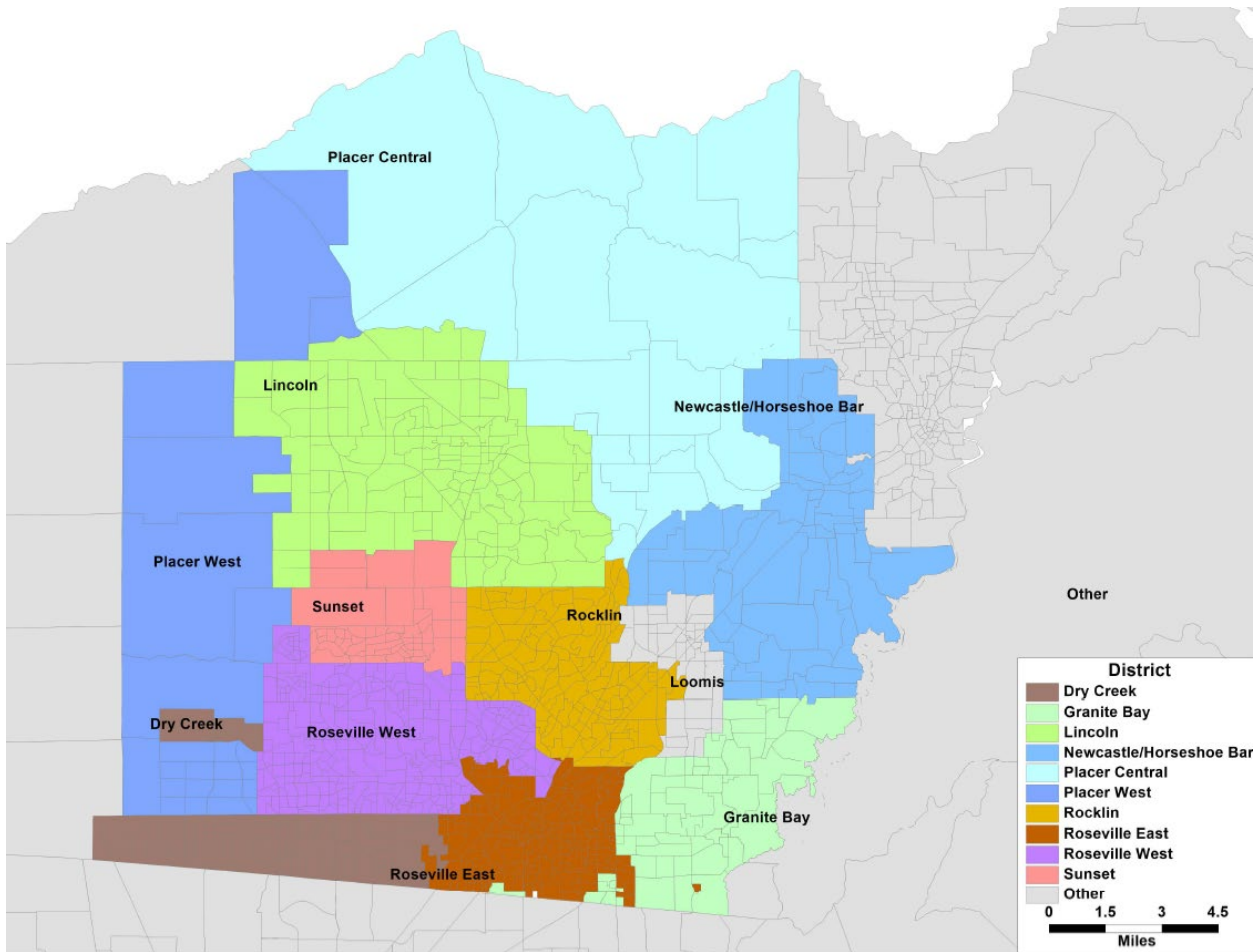 Placer Central
Lincoln
Newcastle/Horseshoe Bar
Placer West
Sunset
Rocklin
Other
Loomis
Dry Creek
Roseville West
Granite Bay
Roseville East
District
Dry Creek
Granite Bay
Lincoln
Newcastle/Horseshoe Bar
Placer Central
Placer West
Rocklin
Roseville East
Roseville West
Sunset
Other
0 1.5 3 4.5
Miles